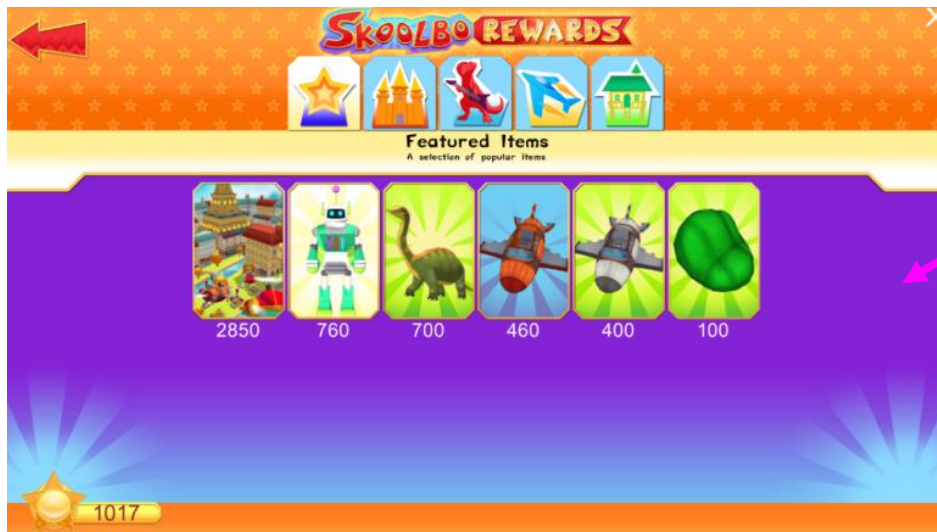 SKOOLBO REWARDS
Featured Items
A selection of popular items
2850 760 700 460 400 100
1017